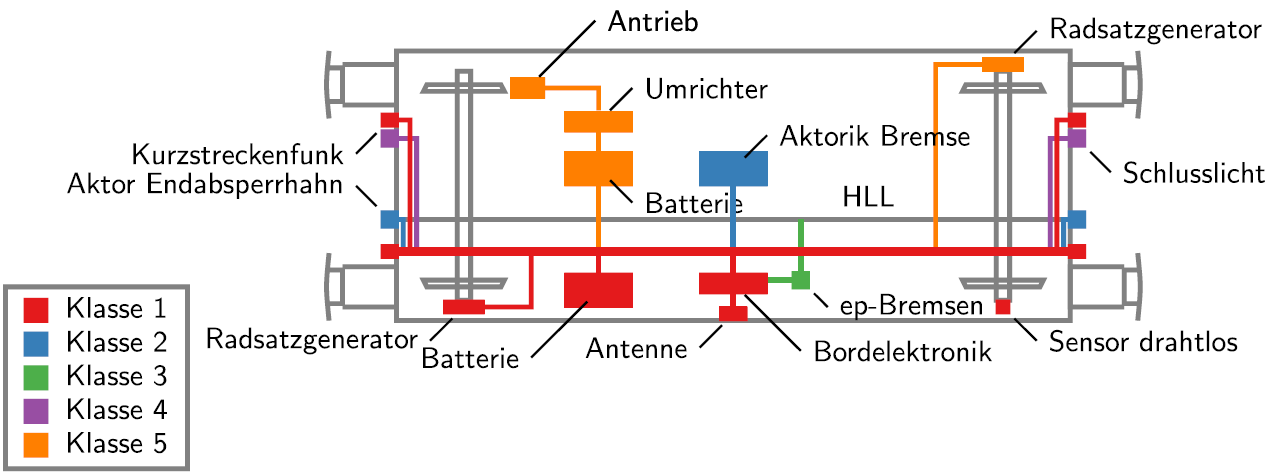 Antrieb
Radsatzgenerator
Umrichter
Aktorik Bremse
Kurzstreckenfunk
Schlusslicht
Aktor Endabsperrhahn
Batterie
HLL
Klasse 1
Klasse 2
Klasse 3
Klasse 4
Klasse 5
ep-Bremsen
Radsatzgenerator
Batterie
Antenne
Bordelektronik
Sensor drahtlos